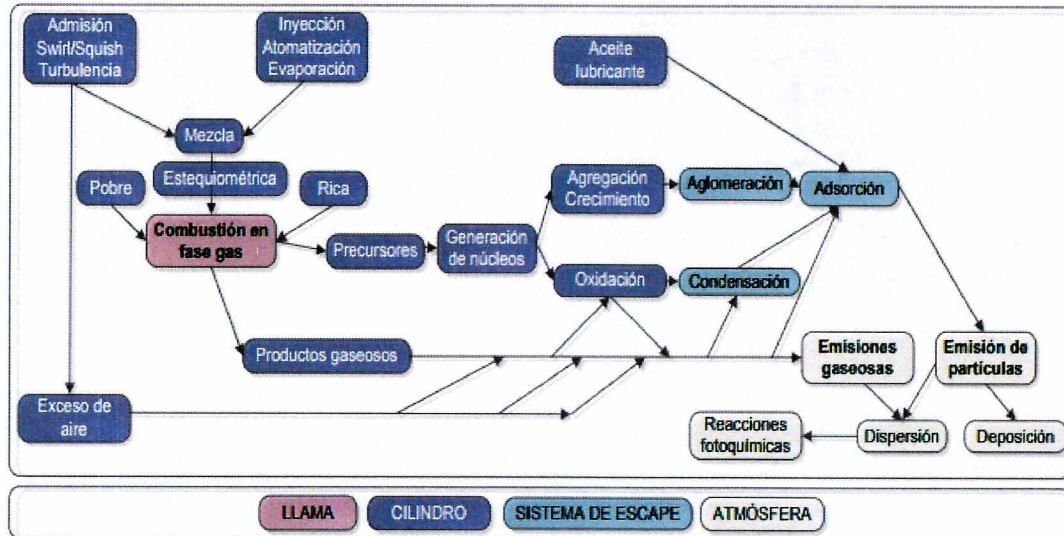 Admisión
Swirl/Squish
Turbulencia
Inyección
Atomatización
Evaporación
Aceite
lubricante
Mezcla
Pobre
Estequiométrica
Rica
Agregación
Crecimiento
Aglomeración
Adsorción
Combustión en
fase gas
Precursores
Generación
de núcleos
Oxidación
Condensación
Productos gaseosos
Emisiones
gaseosas
Emisión de
partículas
Exceso de
aire
Reacciones
fotoquímicas
Dispersión
Deposición
LLAMA
CILINDRO
SISTEMA DE ESCAPE
ATMÓSFERA